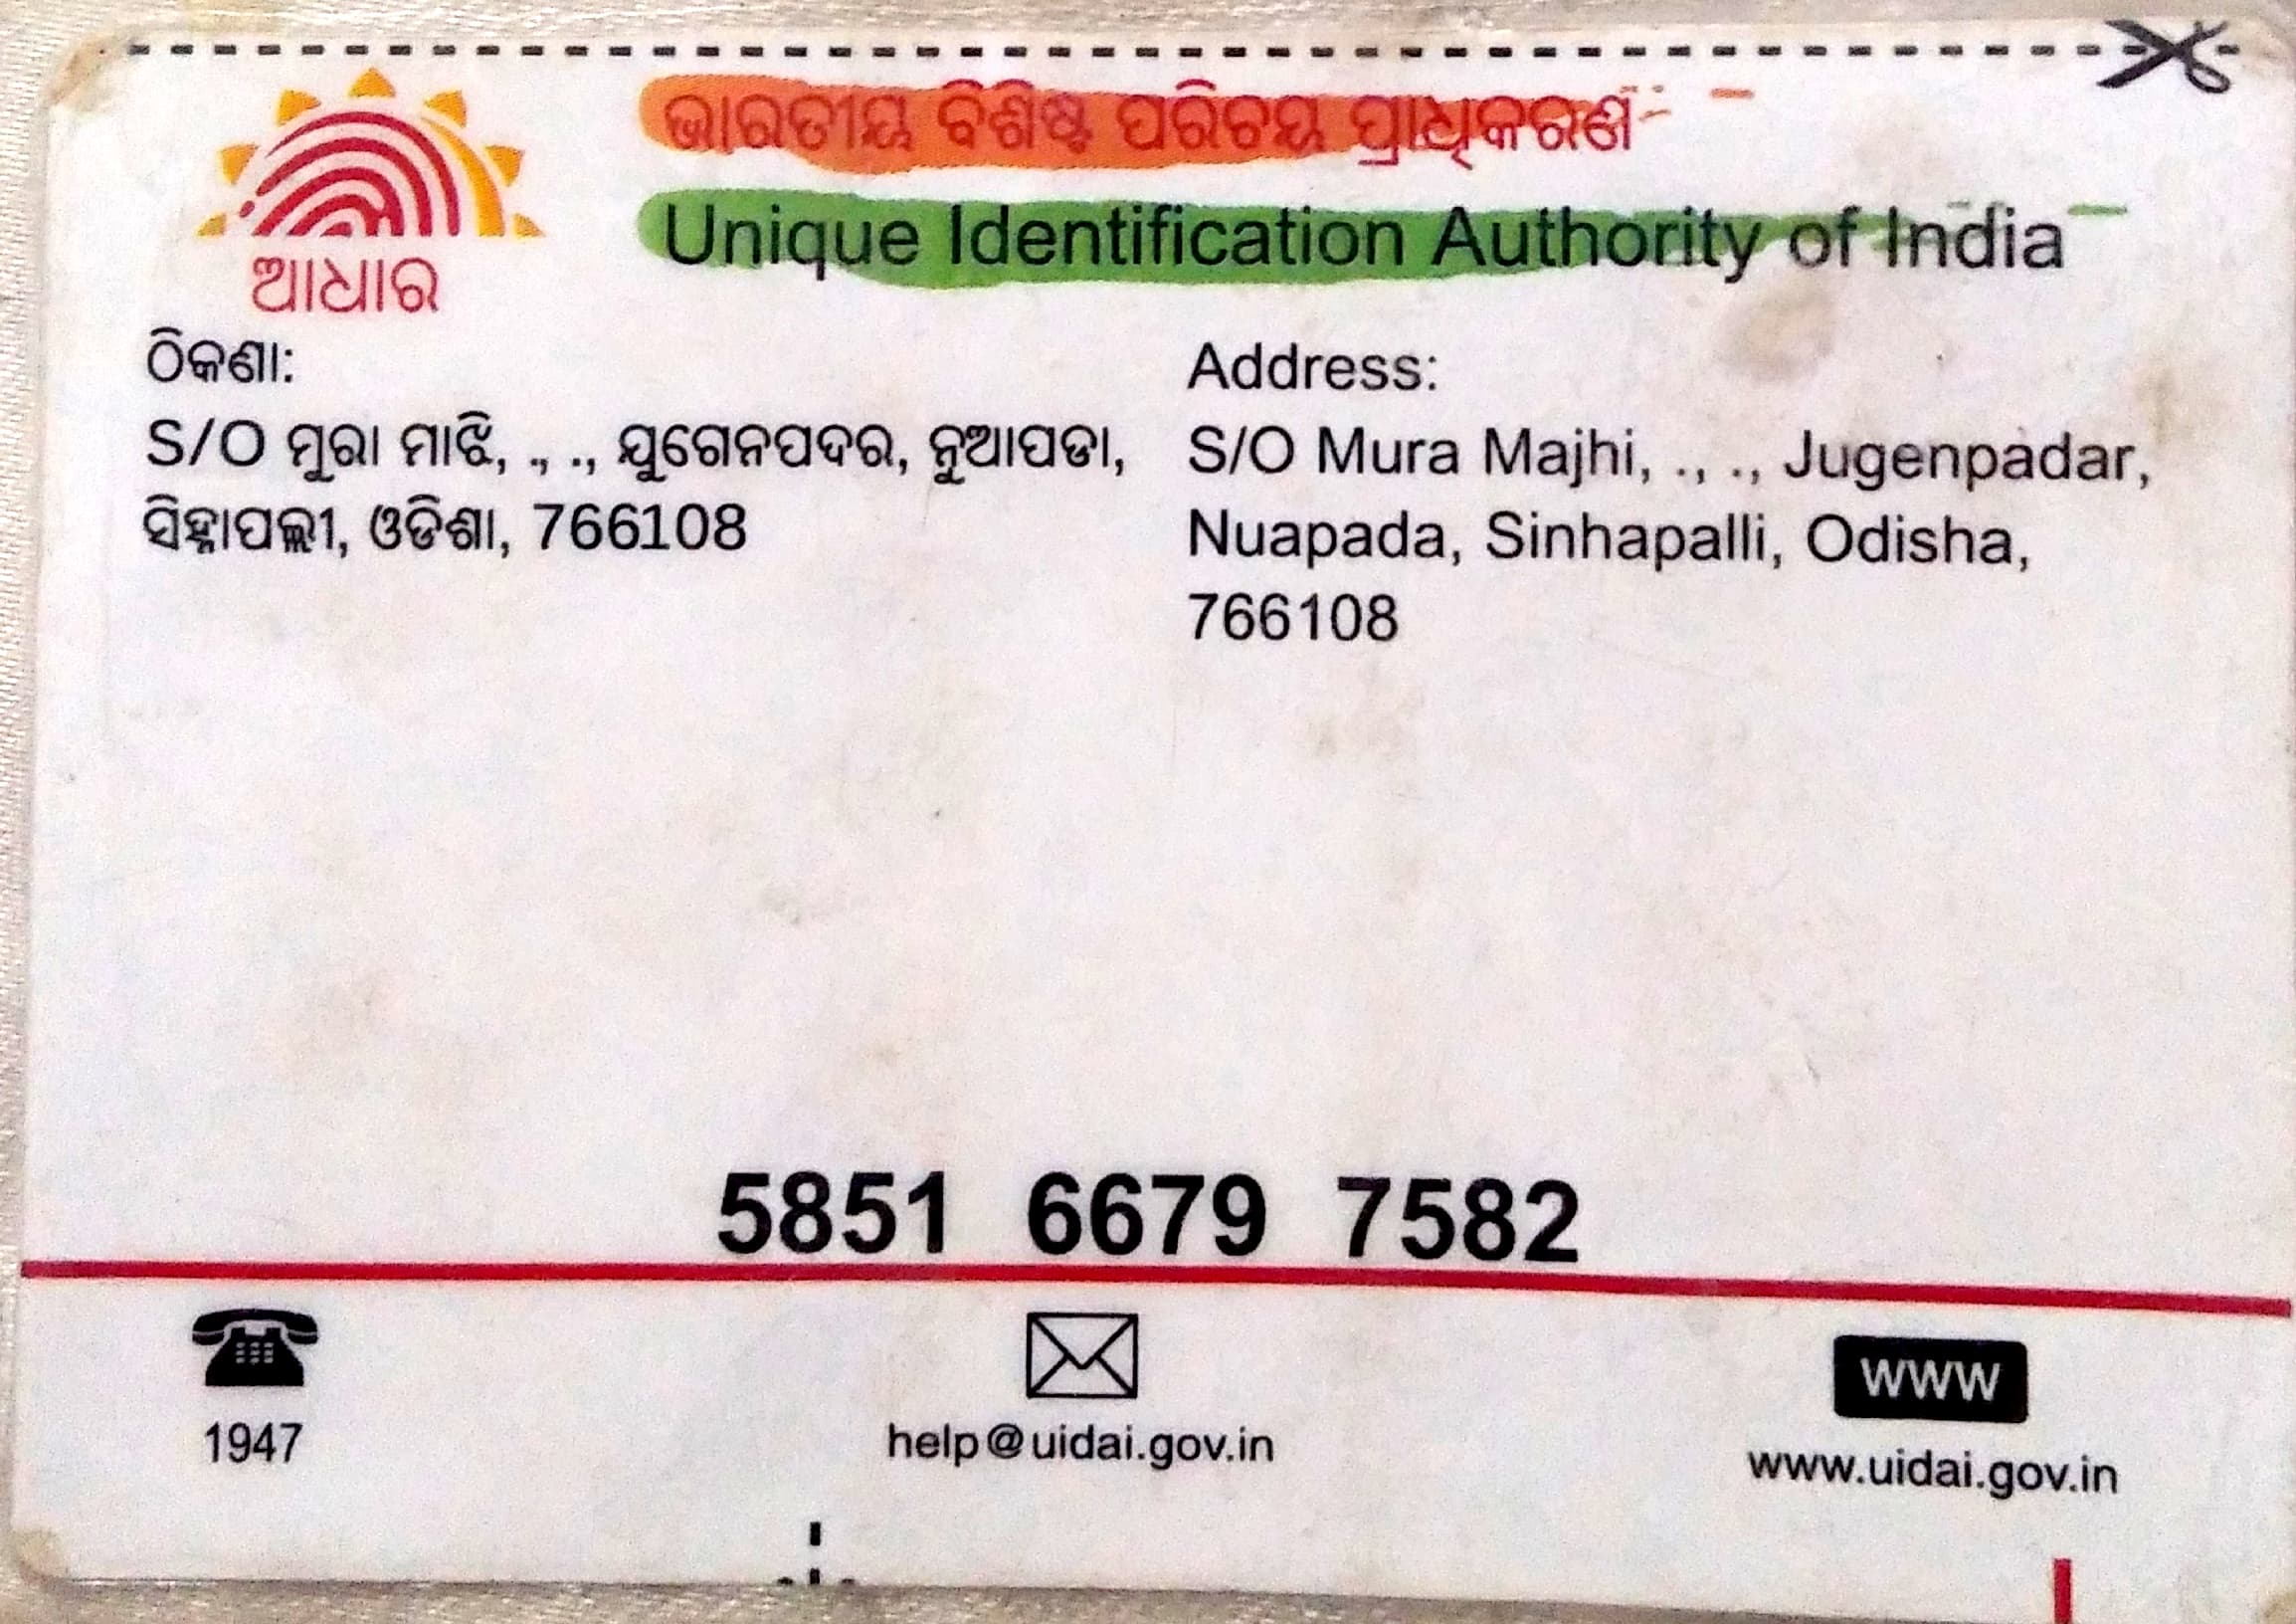 ଭାରତୀୟ ବିଶିଷ୍ଟ ପରିଚୟ ପ୍ରାଧିକରଣ
Unique Identification Authority of India
ଆଧାର
ଠିକଣା:
S/O ମୁରା ମାଝି, ., ., ଯୁଗେନପଦର, ନୁଆପଡା,
ସିହ୍ନାପଲ୍ଲୀ, ଓଡିଶା, 766108
Address:
S/O Mura Majhi, ., ., Jugenpadar,
Nuapada, Sinhapalli, Odisha,
766108
5851 6679 7582
1947
help@uidai.gov.in
www
www.uidai.gov.in